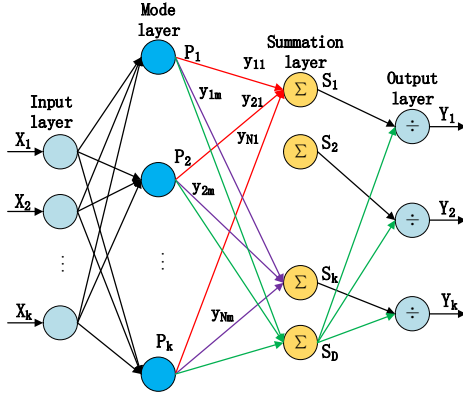 Mode
layer
P1
y11
Summation
layer
S1
Output
layer
Y1
Input
layer
X1
y1m
y21
yN1
Σ
÷
S2
Σ
P2
X2
y2m
Y2
÷
...
...
Sk
Σ
Xk
yNm
Yk
÷
Pk
Σ
SD